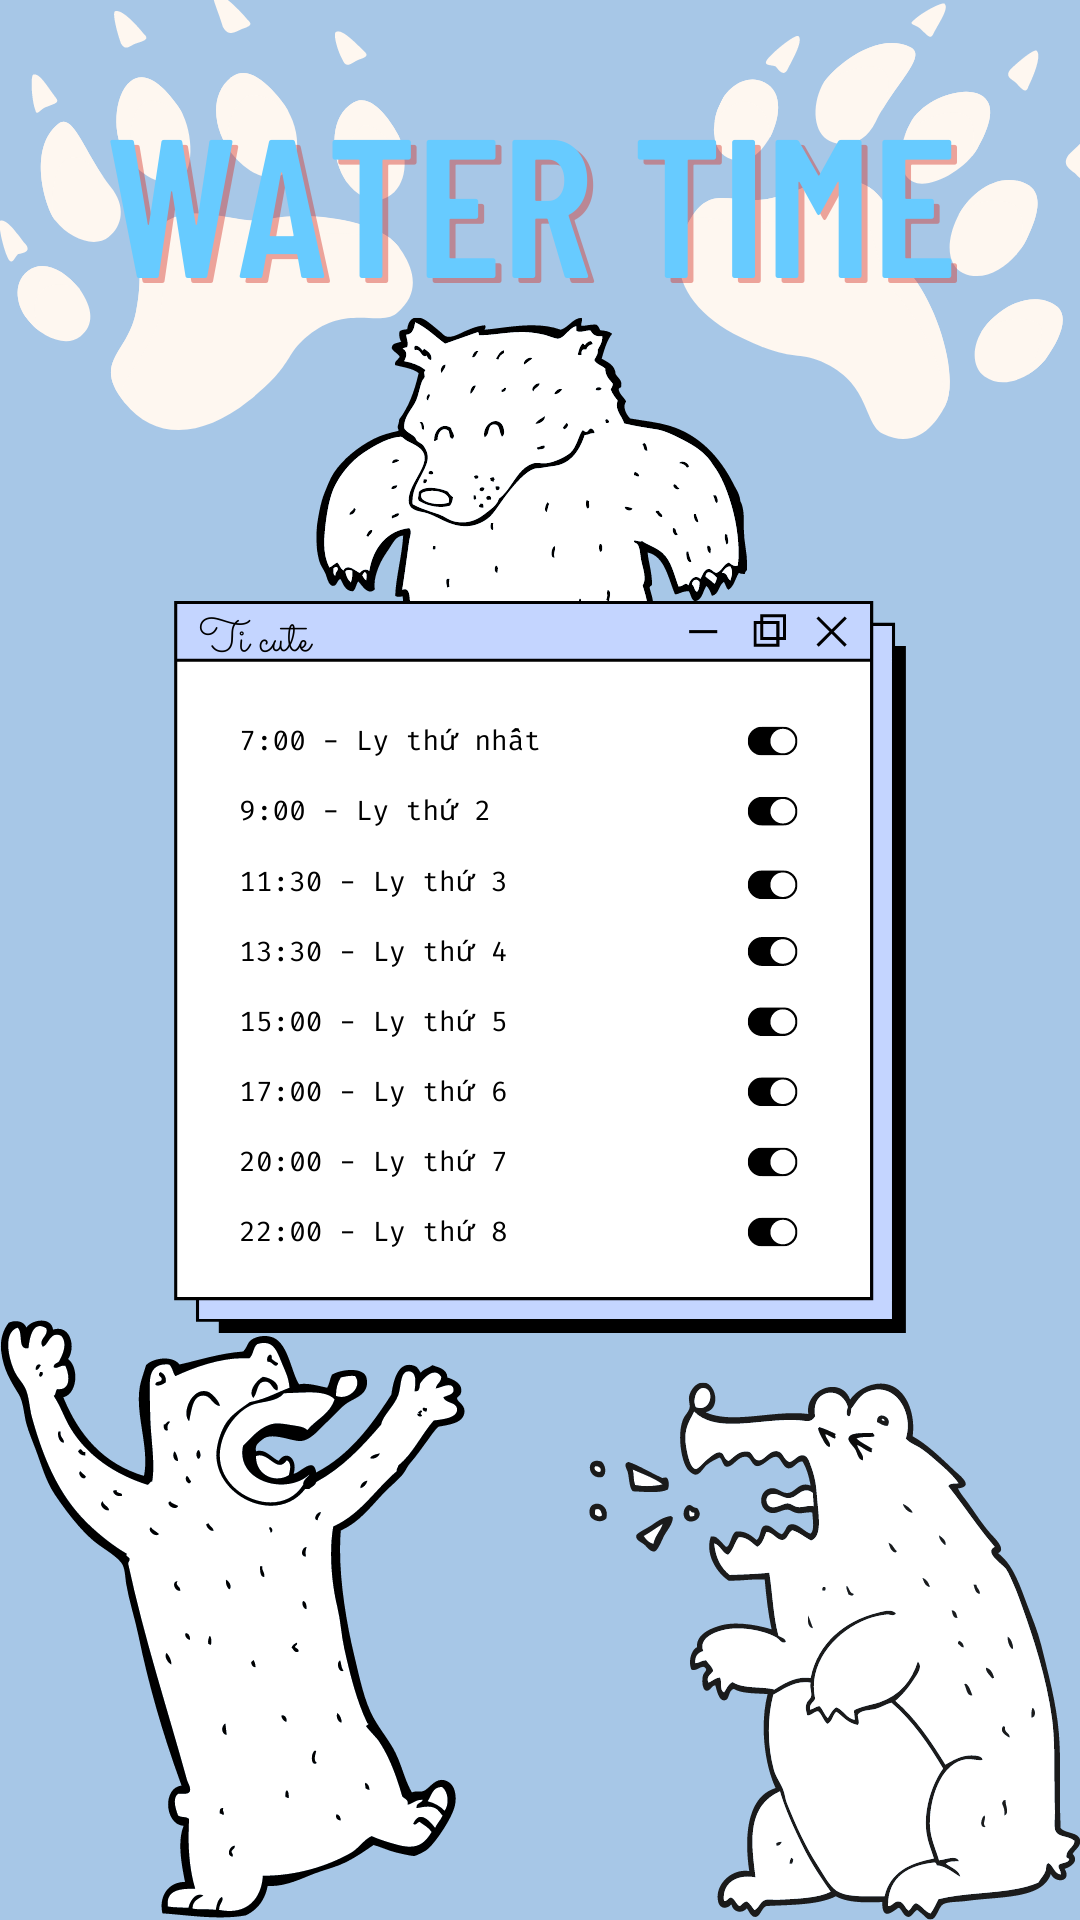 WATER TIME
Ti cute
7:00 - Ly thứ nhât
9:00 - Ly thứ 2
11:30 - Ly thứ 3
13:30 - Ly thứ 4
15:00 - Ly thứ 5
17:00 - Ly thứ 6
20:00 - Ly thứ 7
22:00 - Ly thứ 8